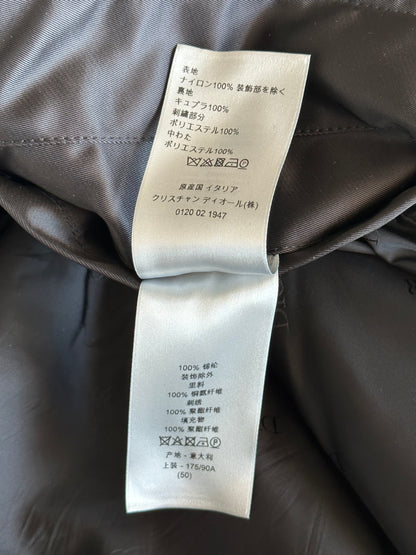 表地
ナイロン100% 装飾部を除く
裏地
キュプラ100%
刺繍部分
ポリエステル100%
中わた
ポリエステル100%
原産国 イタリア
クリスチャン ディオール(株)
0120 02 1947
100% 锦纶
装饰除外
里料
100% 铜氨纤维
刺绣
100% 聚酯纤维
填充物
100% 聚酯纤维
产地 - 意大利
上装 - 175/90A
(50)